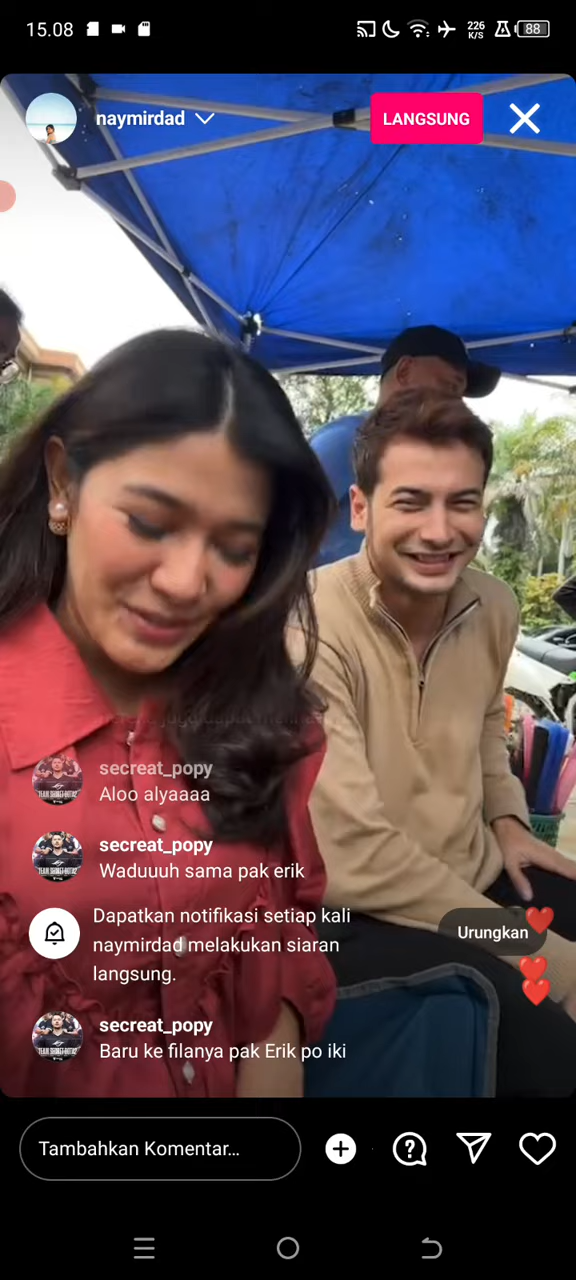 15.08
226
K/S
88
naymirdad
LANGSUNG
secreat_popy
Aloo alyaaaa
secreat_popy
Waduuuh sama pak erik
Dapatkan notifikasi setiap kali
naymirdad melakukan siaran
langsung.
Urungkan
secreat_popy
Baru ke filanya pak Erik po iki
Tambahkan Komentar...